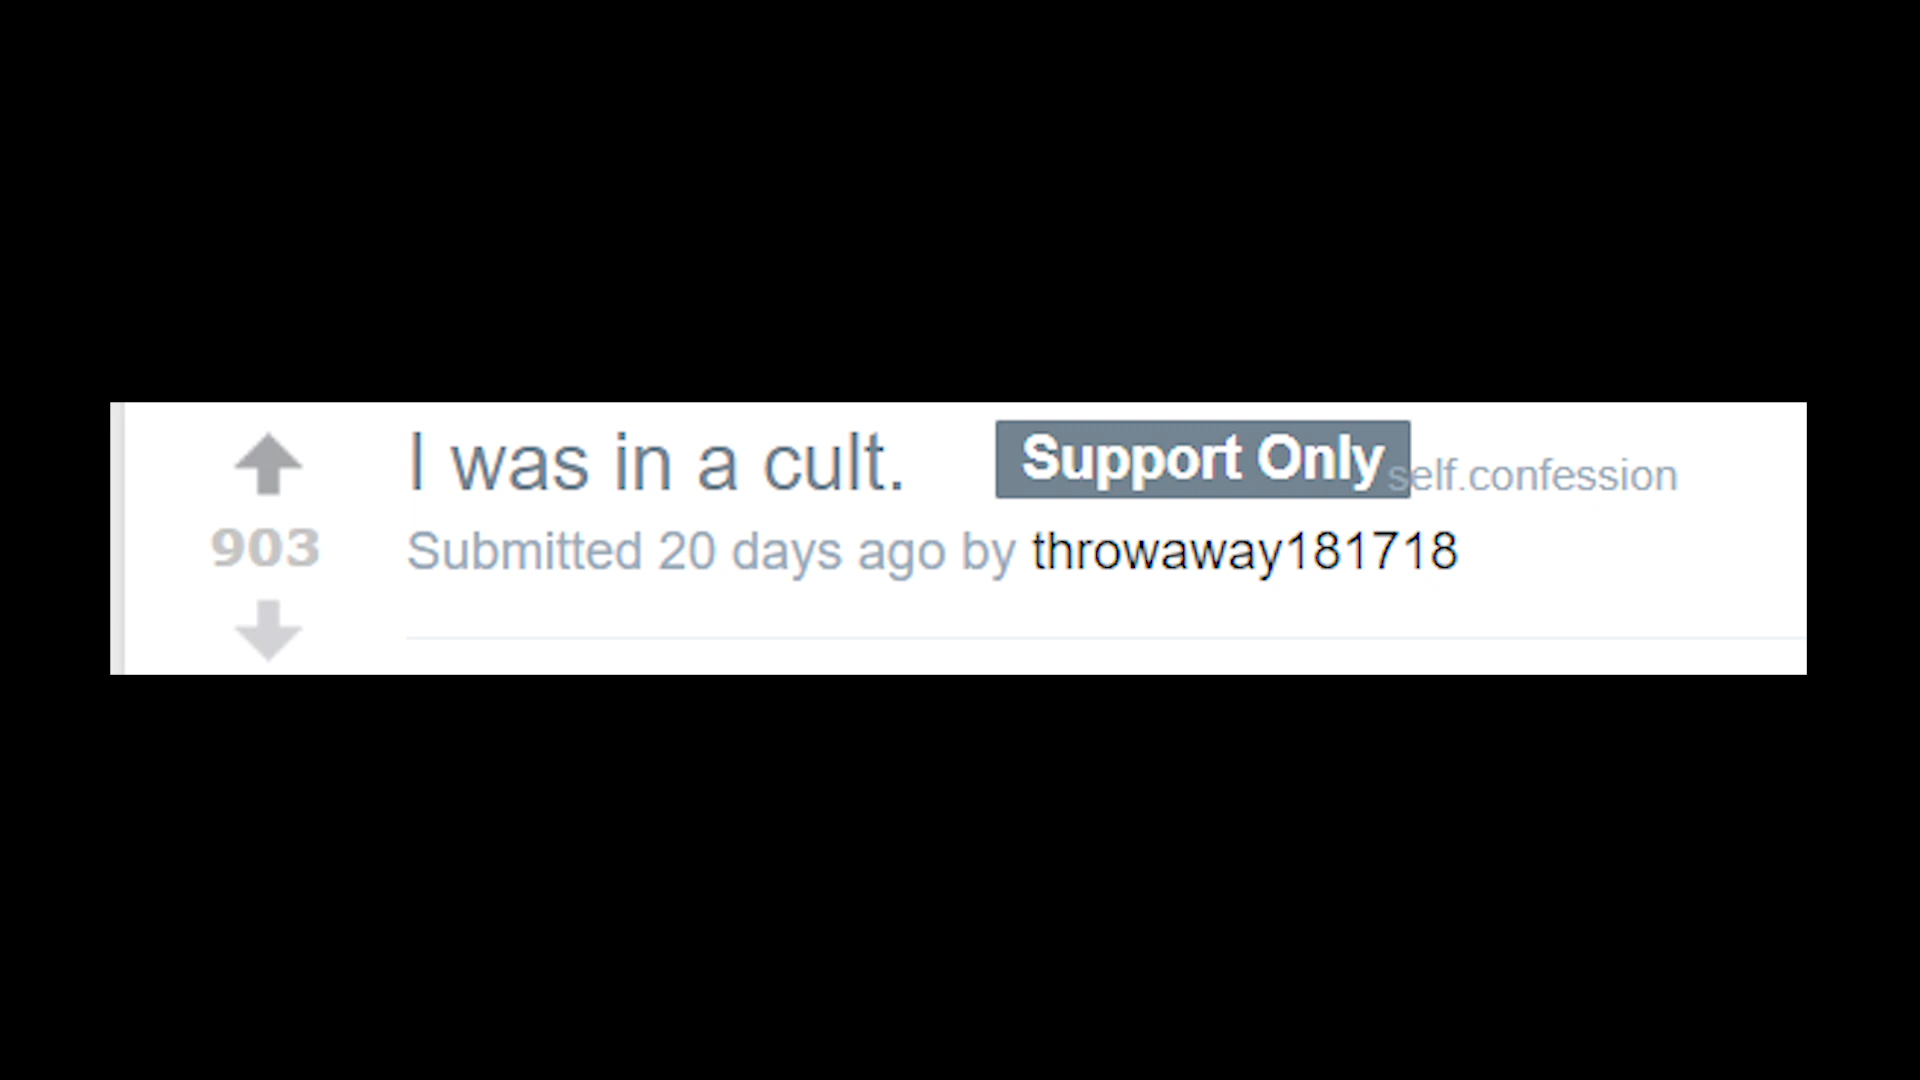 I was in a cult. Support Only self.confession
903 Submitted 20 days ago by throwaway181718